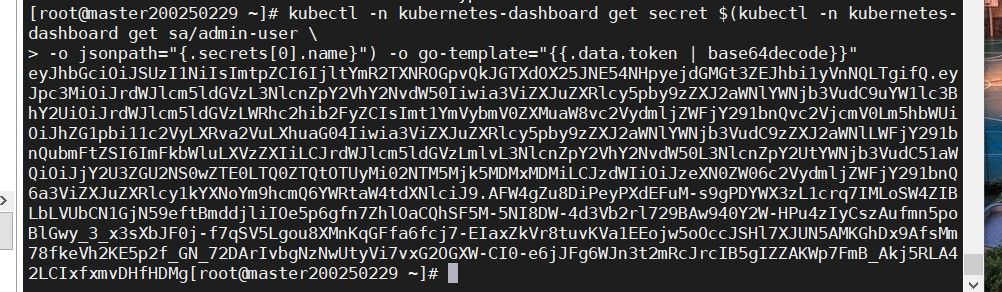 [root@master200250229 ~]# kubectl -n kubernetes-dashboard get secret $(kubectl -n kubernetes-
dashboard get sa/admin-user \
> -o jsonpath="{.secrets[0].name}") -o go-template="{{.data.token | base64decode}}"
eyJhbGciOiJSUzI1NiIsImtpZCI6IjltYmR2TXNROGpvQkJGTXdOX25JNE54NHpyejdGMGt3ZEJhbi1yVnNQLTgifQ.ey
Jpc3MiOiJrdWJlcm5ldGVzL3NlcnZpY2VhY2NvdW50Iiwia3ViZXJuZXRlcy5pby9zZXJ2aWNlYWNjb3VudC9uYW1lc3B
hY2UiOiJrdWJlcm5ldGVzLWRhc2hib2FyZCIsImt1YmVybmV0ZXMuaW8vc2VydmljZWFjY291bnQvc2VjcmV0Lm5hbWUi
OiJhZG1pbi11c2VyLXRva2VuLXhuaG04Iiwia3ViZXJuZXRlcy5pby9zZXJ2aWNlYWNjb3VudC9zZXJ2aWNlLWFjY291b
nQubmFtZSI6ImFkbWluLXVzZXIiLCJrdWJlcm5ldGVzLmlvL3NlcnZpY2VhY2NvdW50L3NlcnZpY2UtYWNjb3VudC51aW
QiOiJjY2U3ZGU2NS0wZTE0LTQ0ZTQtOTUyMi02NTM5Mjk5MDMxMDMiLCJzdWIiOiJzeXN0ZW06c2VydmljZWFjY291bnQ
6a3ViZXJuZXRlcy1kYXNoYm9hcmQ6YWRtaW4tdXNlciJ9.AFW4gZu8DiPeyPXdEFuM-s9gPDYWX3zL1crq7IMLoSW4ZIB
LbLVUbCN1GjN59eftBmddjliIOe5p6gfn7ZhlOaCQhSF5M-5NI8DW-4d3Vb2rl729BAw940Y2W-HPu4zIyCszAufmn5po
BlGwy_3_x3sXbJF0j-f7qSV5Lgou8XMnKqGFfa6fcj7-EIaxZkVr8tuvKVa1EEojw5oOccJSHl7XJUN5AMKGhDx9AfsMm
78fkeVh2KE5p2f_GN_72DArIvbgNzNwUtyVi7vxG2OGXW-CI0-e6jJFg6WJn3t2mRcJrcIB5gIZZAKWp7FmB_Akj5RLA4
2LCIxfxmvDHfHDMg[root@master200250229 ~]#